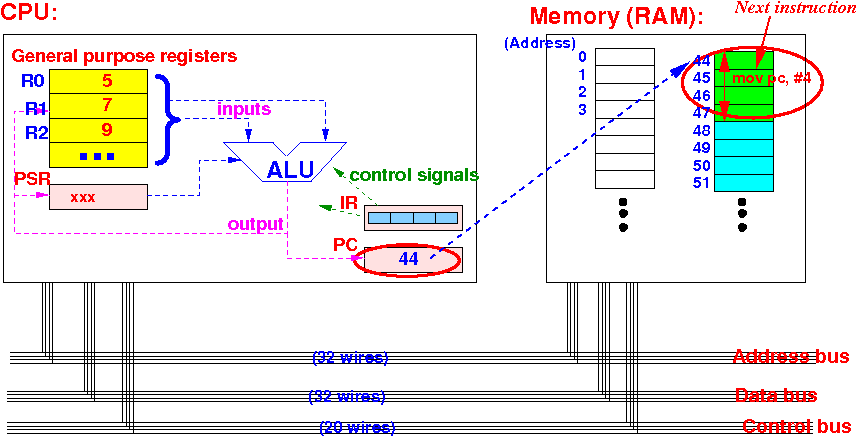 CPU:
Memory (RAM):
Next instruction
(Address)
General purpose registers
R0 5
R1 7
R2 9
inputs
ALU
PSR
xxx
control signals
IR
output
PC
44
0
1
2
3
44
45 mov pc, #4
46
47
48
49
50
51
(32 wires) Address bus
(32 wires) Data bus
(20 wires) Control bus